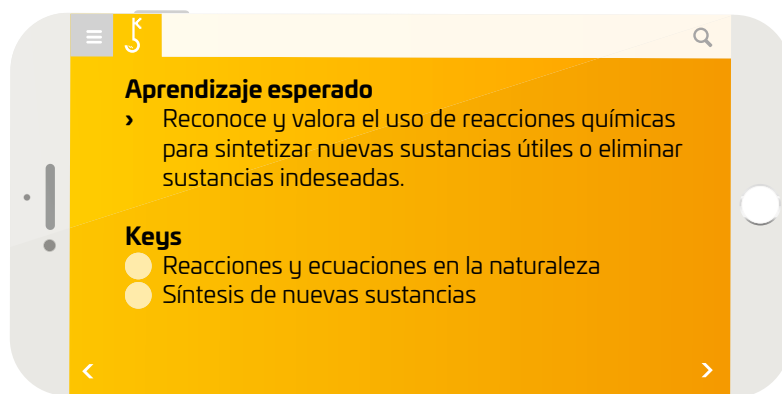 Aprendizaje esperado
› Reconoce y valora el uso de reacciones químicas
para sintetizar nuevas sustancias útiles o eliminar
sustancias indeseadas.
Keys
Reacciones y ecuaciones en la naturaleza
Síntesis de nuevas sustancias